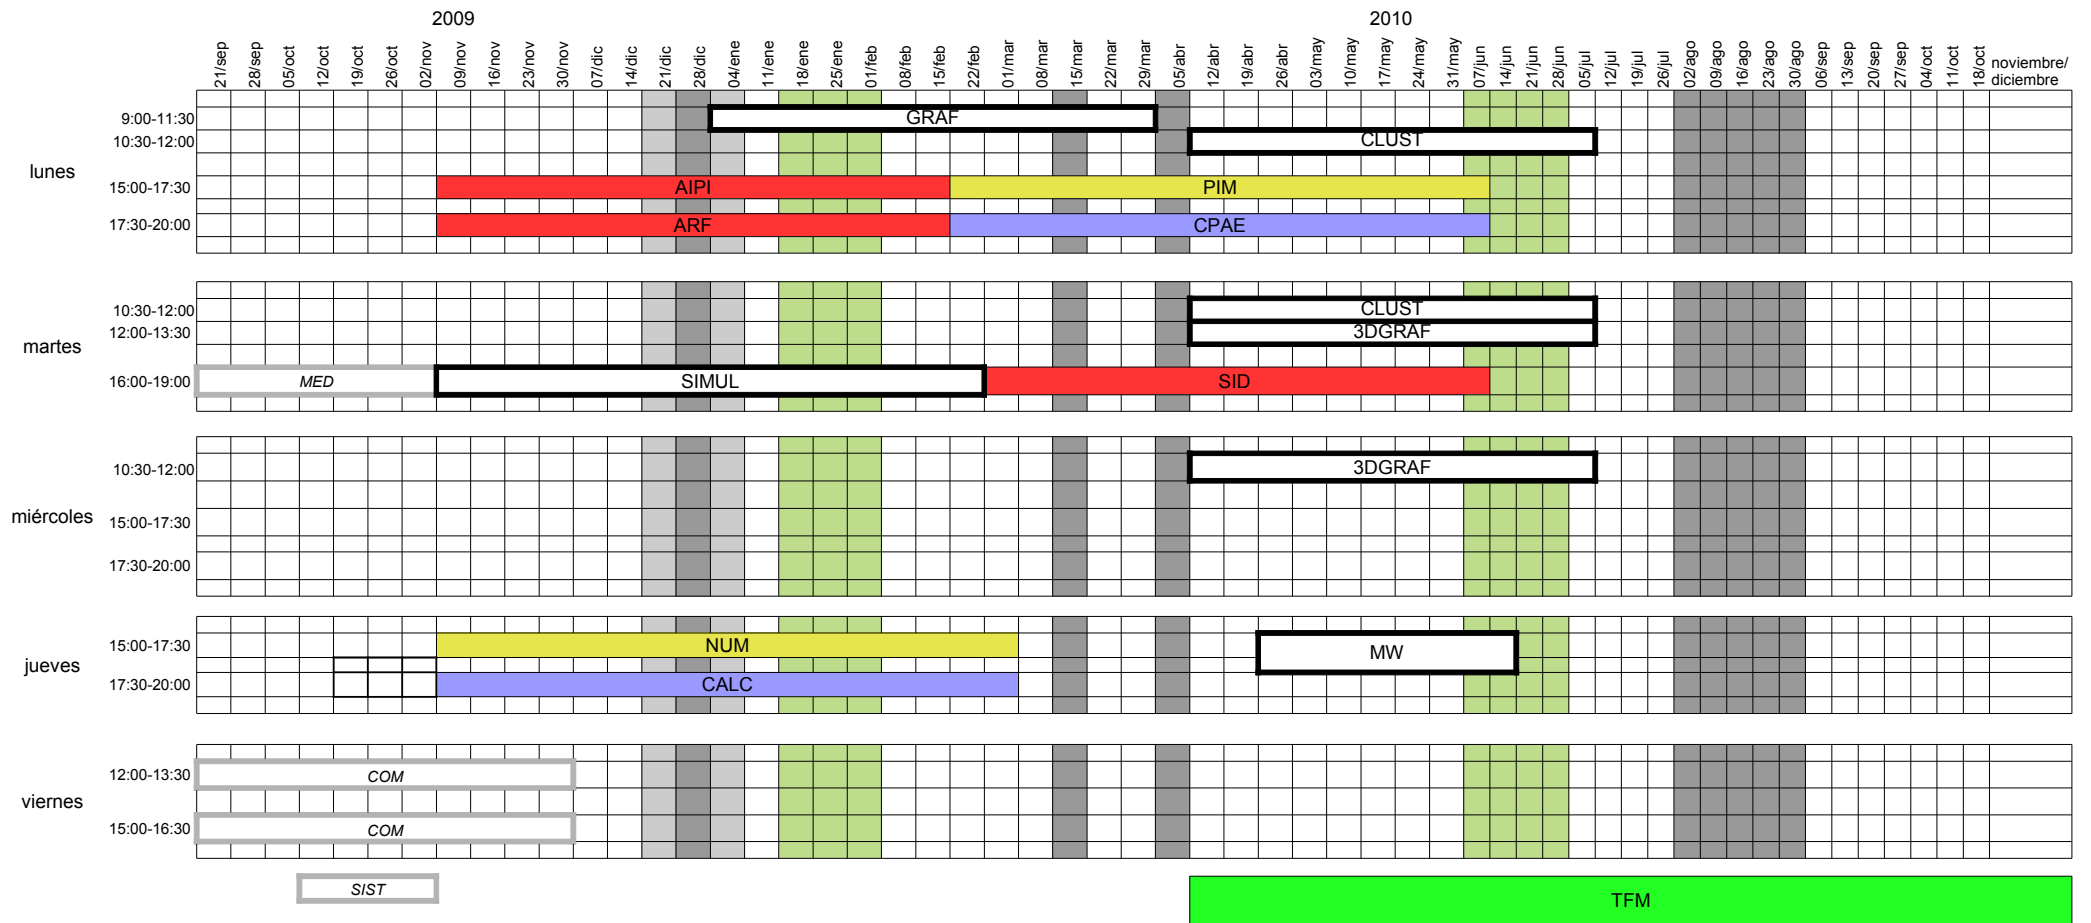 2009 2010
21/sep 28/sep 05/oct 12/oct 19/oct 26/oct 02/nov 09/nov 16/nov 23/nov 30/nov 07/dic 14/dic 21/dic 28/dic 04/ene 11/ene 18/ene 25/ene 01/feb 08/feb 15/feb 22/feb 01/mar 08/mar 15/mar 22/mar 29/mar 05/abr 12/abr 19/abr 26/abr 03/may 10/may 17/may 24/may 31/may 07/jun 14/jun 21/jun 28/jun 05/jul 12/jul 19/jul 26/jul 02/ago 09/ago 16/ago 23/ago 30/ago 06/sep 13/sep 20/sep 27/sep 04/oct 11/oct 18/oct noviembre/
diciembre
lunes
9:00-11:30 GRAF
10:30-12:00 CLUST
15:00-17:30 AIPI PIM
17:30-20:00 ARF CPAE
martes
10:30-12:00 CLUST
12:00-13:30 3DGRAF
16:00-19:00 MED SIMUL SID
miércoles
10:30-12:00 3DGRAF
15:00-17:30
17:30-20:00
jueves
15:00-17:30 NUM MW
17:30-20:00 CALC
viernes
12:00-13:30 COM
15:00-16:30 COM
SIST TFM